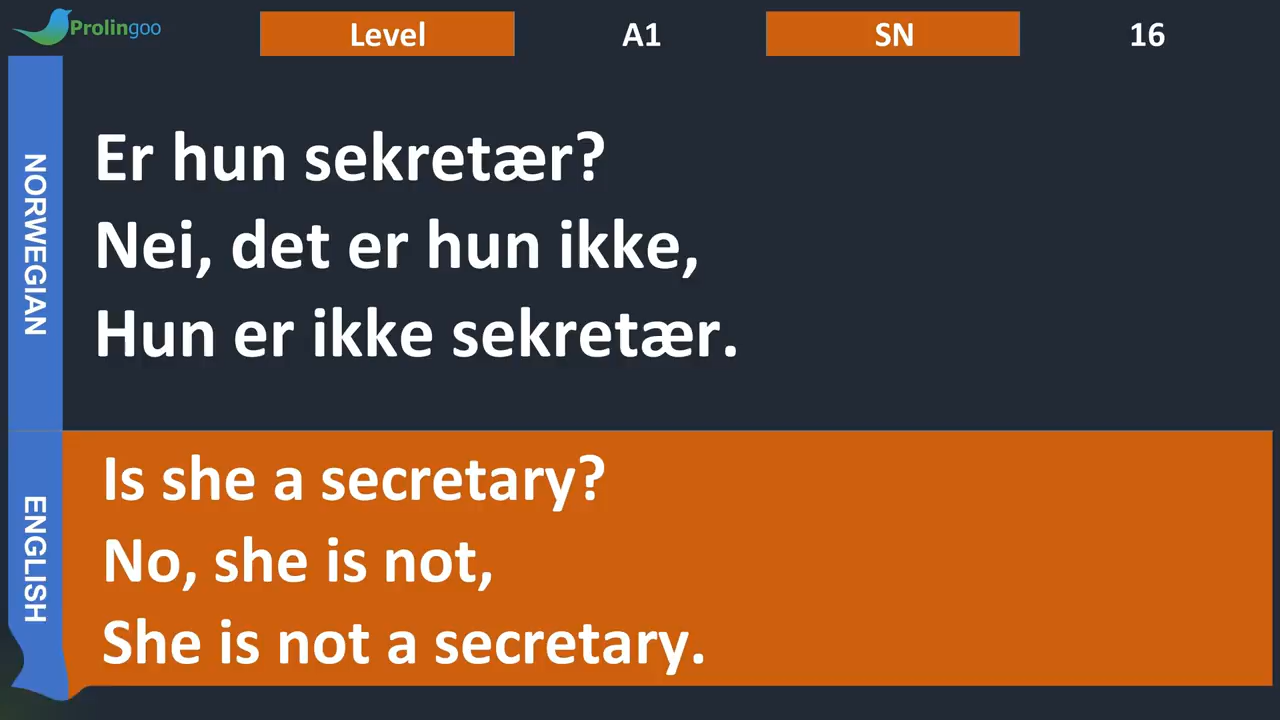 Prolingoo
Level A1 SN 16
NORWEGIAN
Er hun sekretær?
Nei, det er hun ikke,
Hun er ikke sekretær.
ENGLISH
Is she a secretary?
No, she is not,
She is not a secretary.